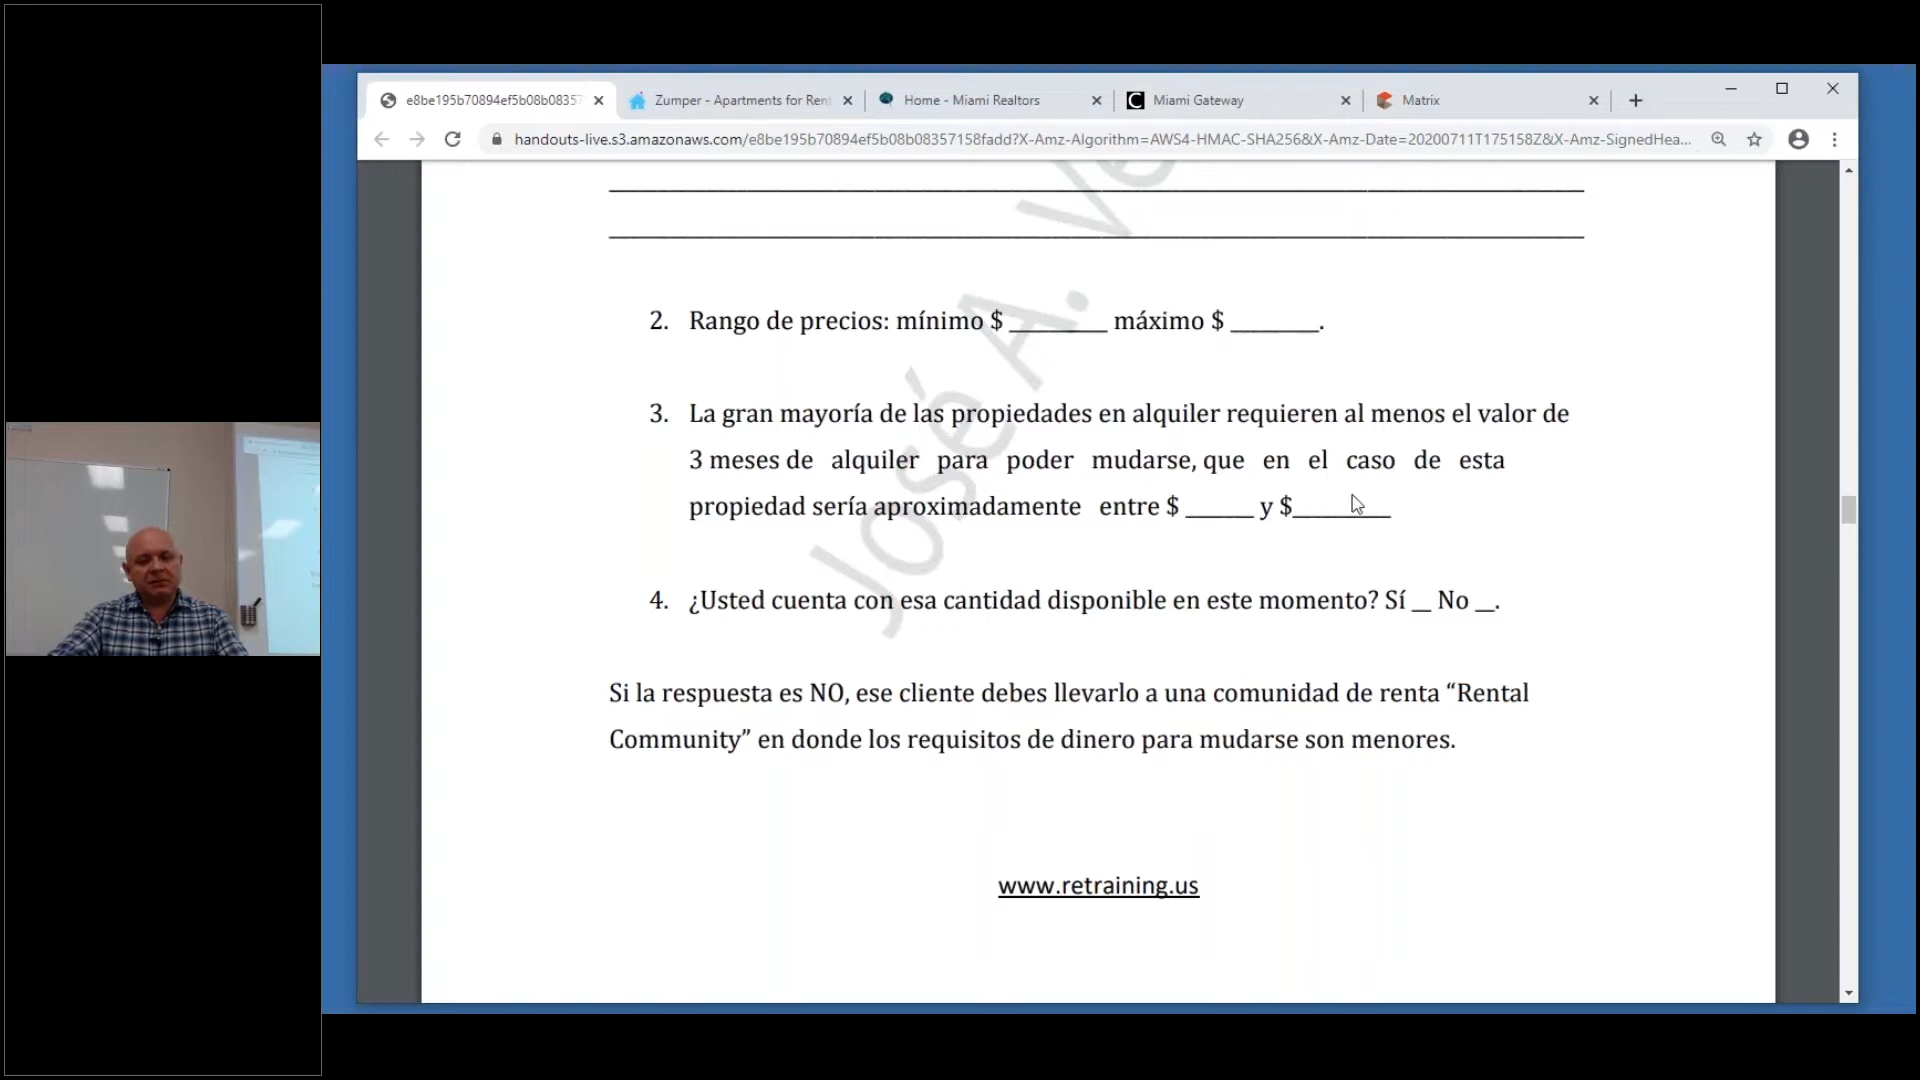 e8be195b70894ef5b08b08357
Zumper - Apartments for Ren
Home - Miami Realtors
Miami Gateway
Matrix
handouts-live.s3.amazonaws.com/e8be195b70894ef5b08b08357158fadd?X-Amz-Algorithm=AWS4-HMAC-SHA256&X-Amz-Date=20200711T175158Z&X-Amz-SignedHea...
José A. Ve
2. Rango de precios: mínimo $ _________ máximo $ ________.
3. La gran mayoría de las propiedades en alquiler requieren al menos el valor de
3 meses de alquiler para poder mudarse, que en el caso de esta
propiedad sería aproximadamente entre $ ______ y $_________
4. ¿Usted cuenta con esa cantidad disponible en este momento? Sí __ No __.
Si la respuesta es NO, ese cliente debes llevarlo a una comunidad de renta “Rental
Community” en donde los requisitos de dinero para mudarse son menores.
www.retraining.us